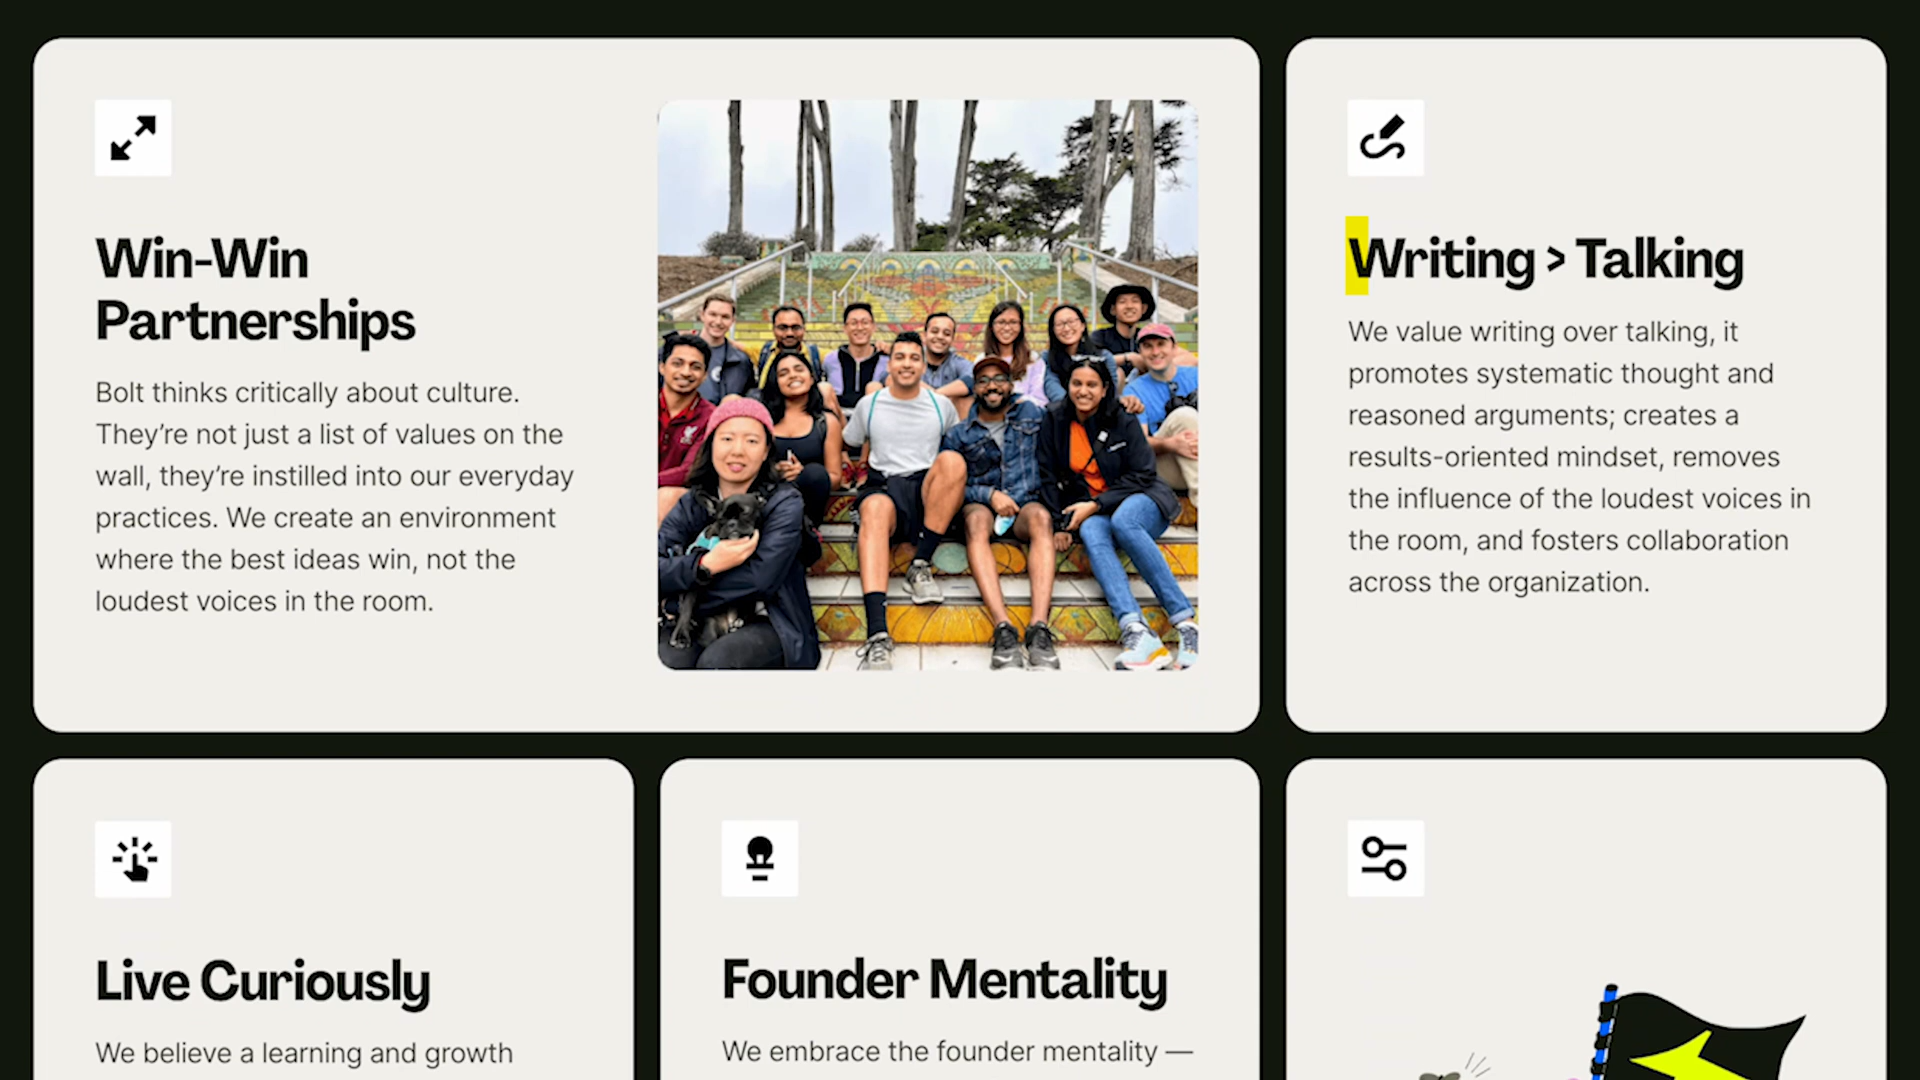 Win-Win
Partnerships
Bolt thinks critically about culture.
They’re not just a list of values on the
wall, they’re instilled into our everyday
practices. We create an environment
where the best ideas win, not the
loudest voices in the room.
Writing > Talking
We value writing over talking, it
promotes systematic thought and
reasoned arguments; creates a
results-oriented mindset, removes
the influence of the loudest voices in
the room, and fosters collaboration
across the organization.
Live Curiously
We believe a learning and growth
Founder Mentality
We embrace the founder mentality —